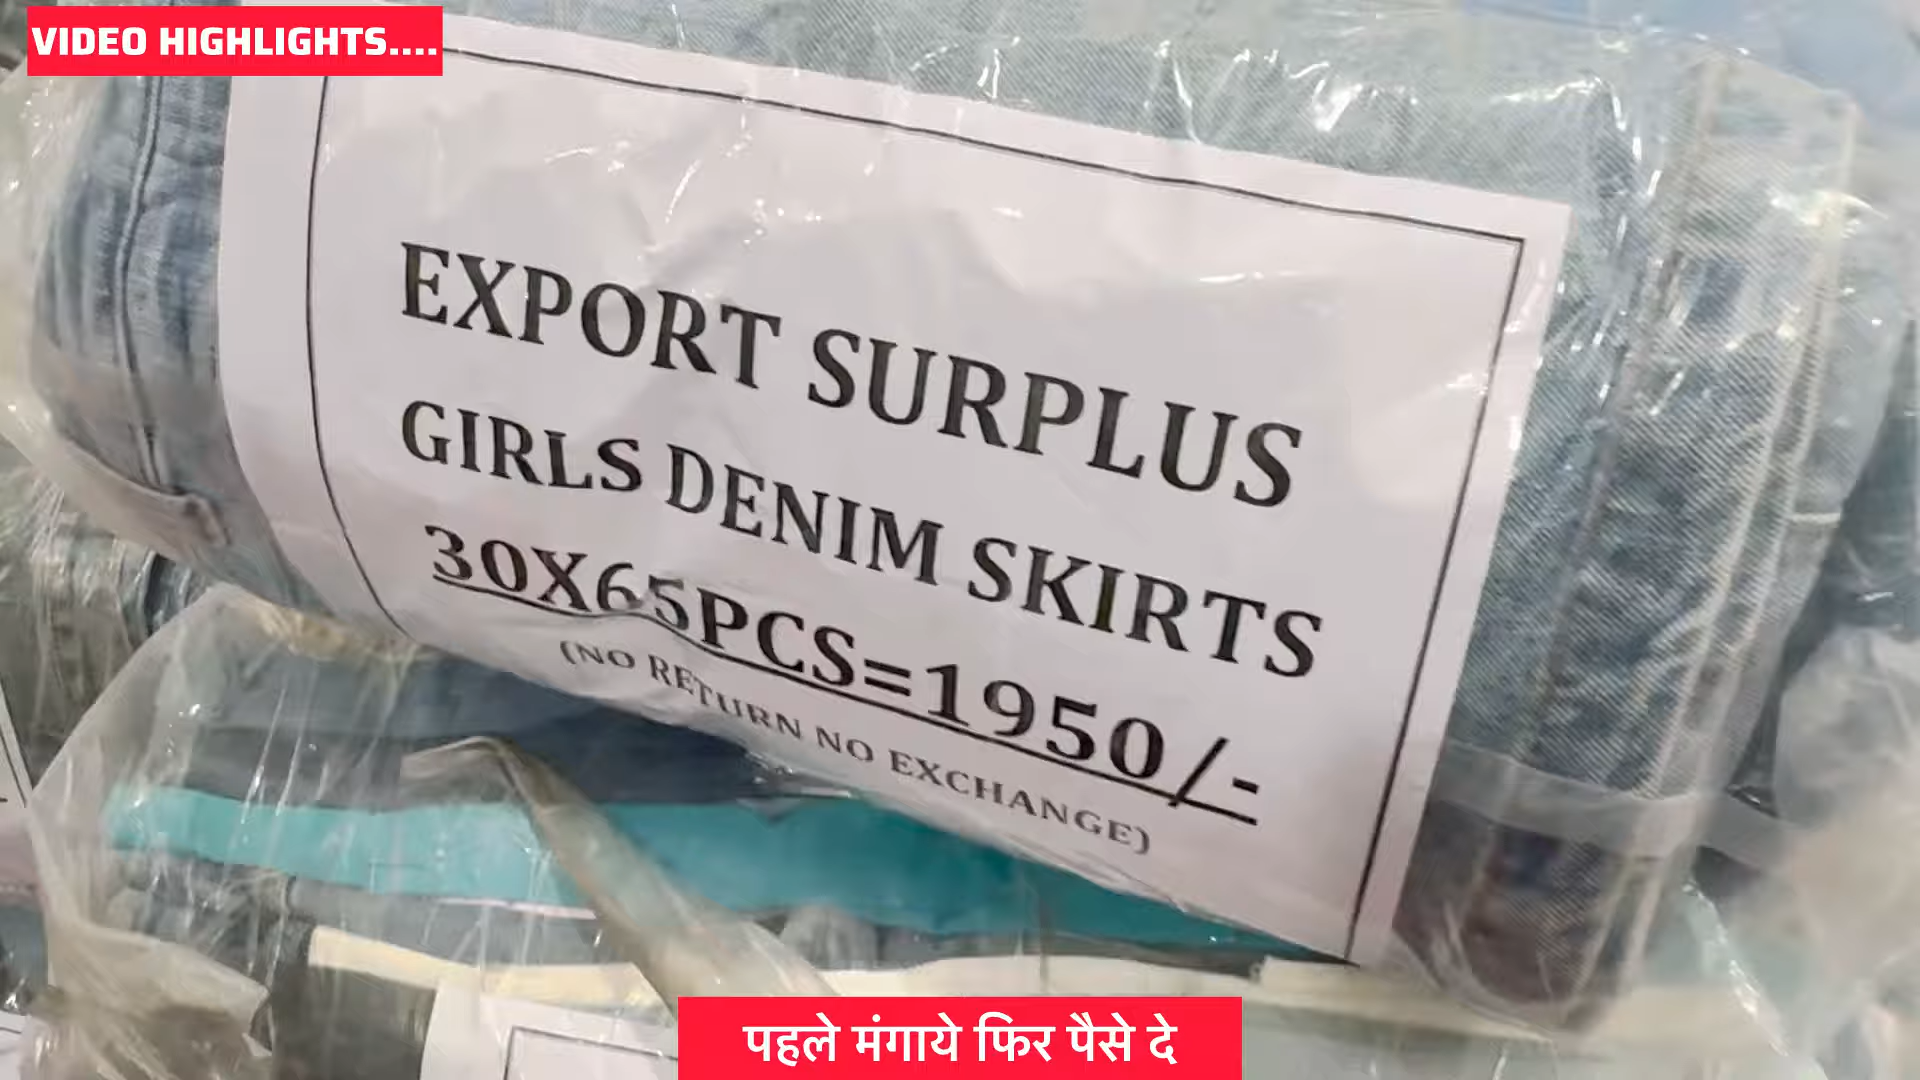 VIDEO HIGHLIGHTS....
EXPORT SURPLUS
GIRLS DENIM SKIRTS
30X65PCS=1950/-
(NO RETURN NO EXCHANGE)
पहले मंगाये फिर पैसे दे